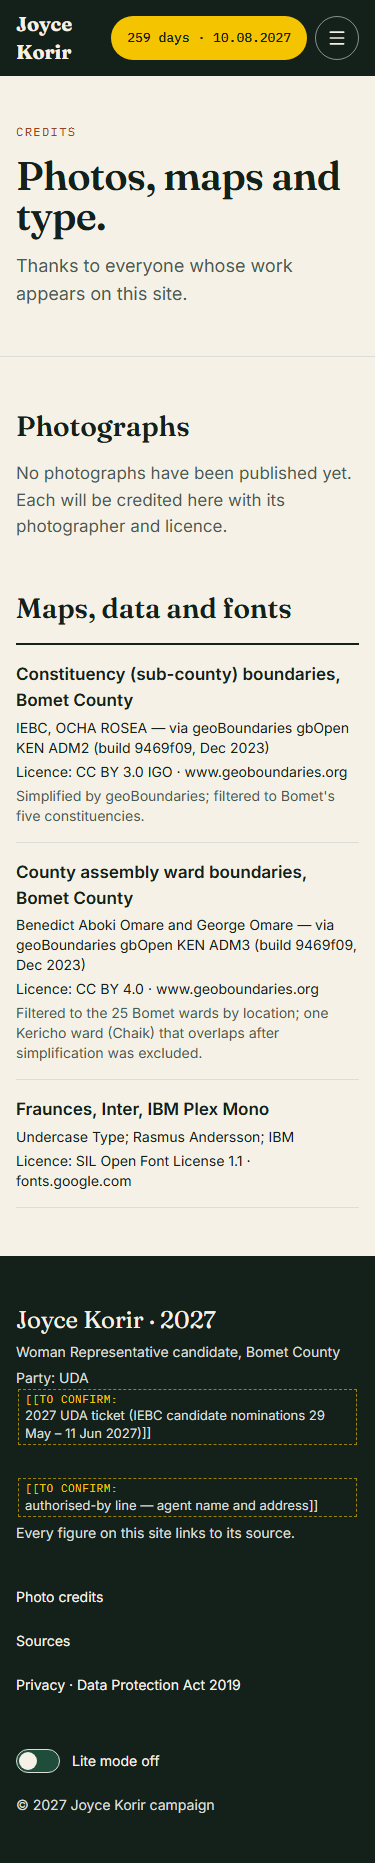 Joyce
Korir
259 days · 10.08.2027
CREDITS
Photos, maps and
type.
Thanks to everyone whose work
appears on this site.
Photographs
No photographs have been published yet.
Each will be credited here with its
photographer and licence.
Maps, data and fonts
Constituency (sub-county) boundaries,
Bomet County
IEBC, OCHA ROSEA — via geoBoundaries gbOpen
KEN ADM2 (build 9469f09, Dec 2023)
Licence: CC BY 3.0 IGO · www.geoboundaries.org
Simplified by geoBoundaries; filtered to Bomet's
five constituencies.
County assembly ward boundaries,
Bomet County
Benedict Aboki Omare and George Omare — via
geoBoundaries gbOpen KEN ADM3 (build 9469f09,
Dec 2023)
Licence: CC BY 4.0 · www.geoboundaries.org
Filtered to the 25 Bomet wards by location; one
Kericho ward (Chaik) that overlaps after
simplification was excluded.
Fraunces, Inter, IBM Plex Mono
Undercase Type; Rasmus Andersson; IBM
Licence: SIL Open Font License 1.1 ·
fonts.google.com
Joyce Korir · 2027
Woman Representative candidate, Bomet County
Party: UDA
[[TO CONFIRM:
2027 UDA ticket (IEBC candidate nominations 29
May – 11 Jun 2027)]]
[[TO CONFIRM:
authorised-by line — agent name and address]]
Every figure on this site links to its source.
Photo credits
Sources
Privacy · Data Protection Act 2019
Lite mode off
© 2027 Joyce Korir campaign